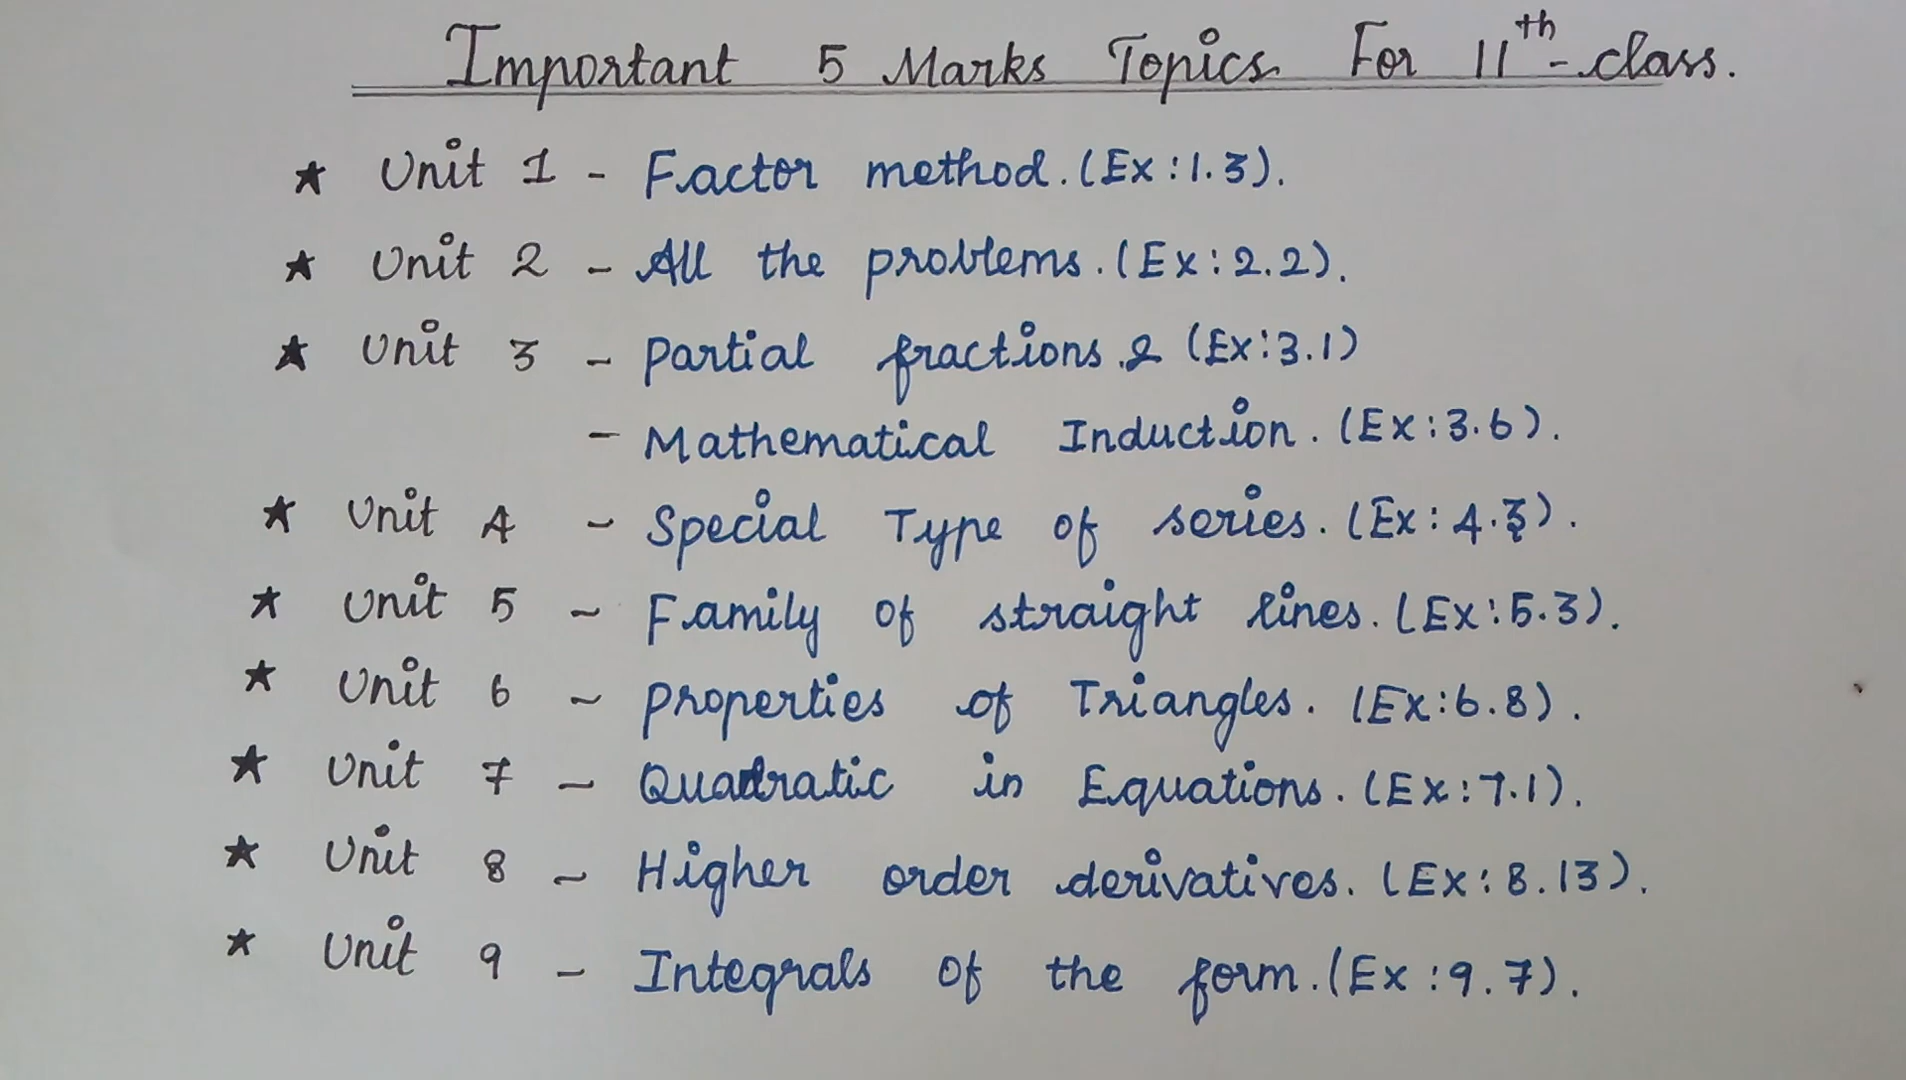 Important 5 Marks Topics For 11th-class.
★ Unit 1 - Factor method. (Ex:1.3).
★ Unit 2 - All the problems. (Ex:2.2).
★ Unit 3 - Partial fractions.2 (Ex:3.1)
- Mathematical Induction. (Ex:3.6).
★ Unit 4 - Special Type of series. (Ex:4.3).
★ Unit 5 - Family of straight lines. (Ex:5.3).
★ Unit 6 - Properties of Triangles. (Ex:6.8).
★ Unit 7 - Quadratic in Equations. (Ex:7.1).
★ Unit 8 - Higher order derivatives. (Ex:8.13).
★ Unit 9 - Integrals of the form. (Ex:9.7).